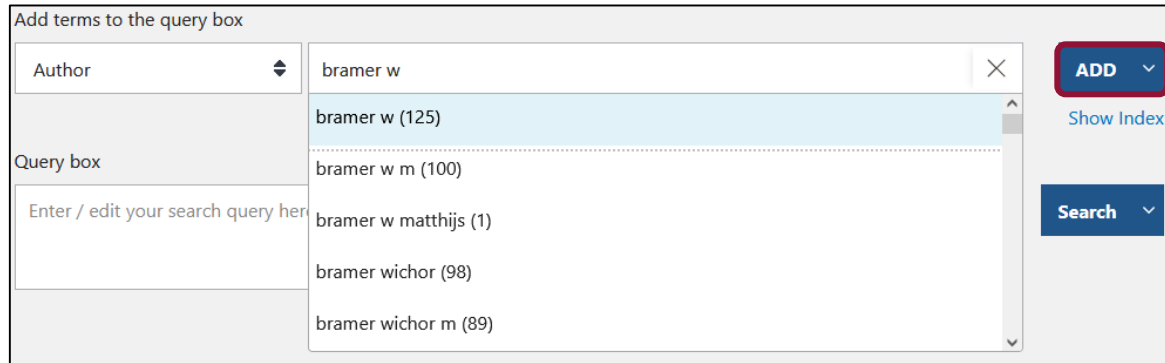 Add terms to the query box
Author
bramer w
ADD
bramer w (125)
Show Index
Query box
bramer w m (100)
Enter / edit your search query her
Search
bramer w matthijs (1)
bramer wichor (98)
bramer wichor m (89)